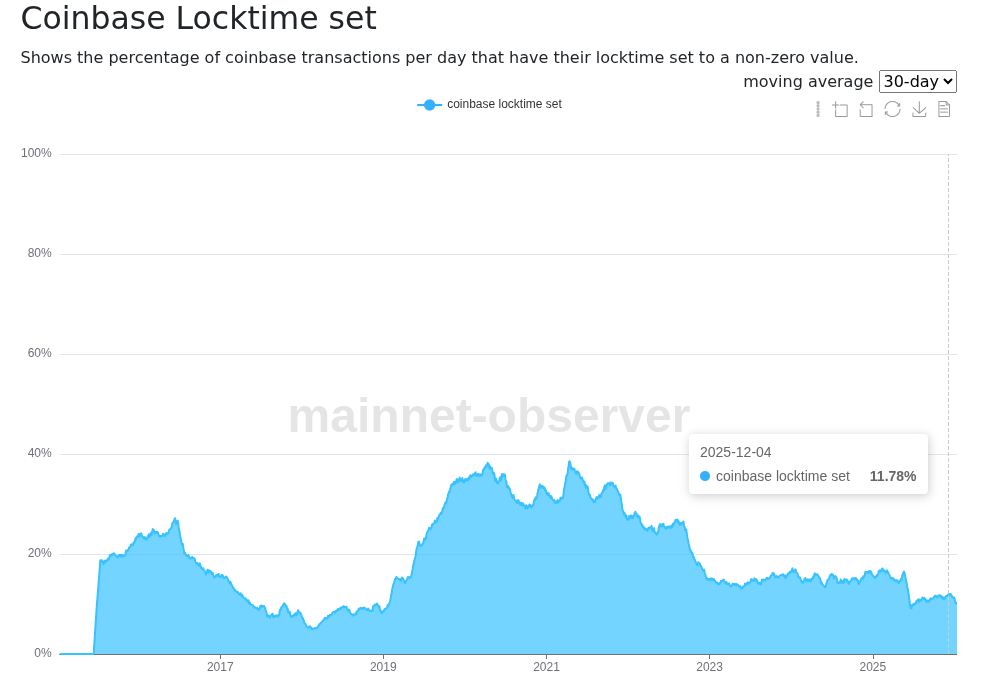 Coinbase Locktime set
Shows the percentage of coinbase transactions per day that have their locktime set to a non-zero value.
moving average 30-day
coinbase locktime set
100%
80%
60%
mainnet-observer
40%
2025-12-04
coinbase locktime set 11.78%
20%
0%
2017 2019 2021 2023 2025